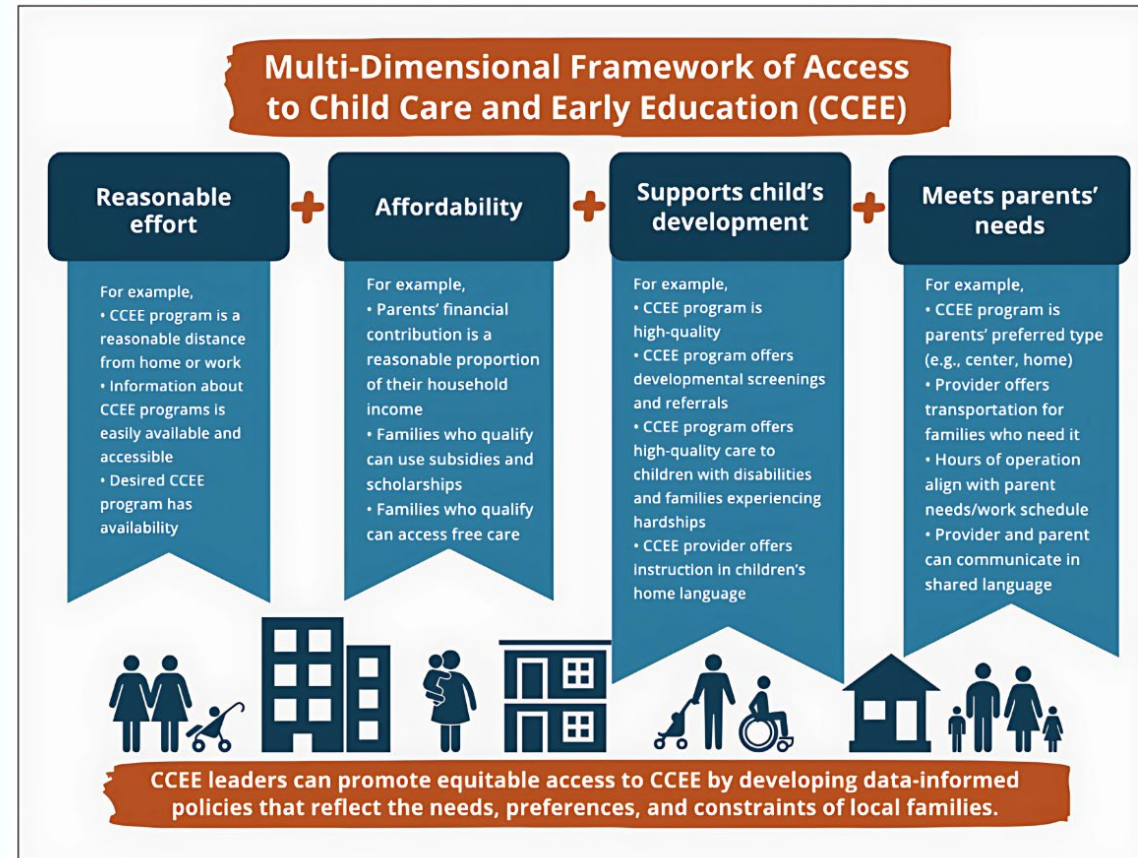 Multi-Dimensional Framework of Access
to Child Care and Early Education (CCEE)
Reasonable
effort
+
Affordability
+
Supports child's
development
+
Meets parents'
needs
For example,
• CCEE program is a
reasonable distance
from home or work
• Information about
CCEE programs is
easily available and
accessible
• Desired CCEE
program has
availability
For example,
• Parents' financial
contribution is a
reasonable proportion
of their household
income
• Families who qualify
can use subsidies and
scholarships
• Families who qualify
can access free care
For example,
• CCEE program is
high-quality
• CCEE program offers
developmental screenings
and referrals
• CCEE program offers
high-quality care to
children with disabilities
and families experiencing
hardships
• CCEE provider offers
instruction in children's
home language
For example,
• CCEE program is
parents' preferred type
(e.g., center, home)
• Provider offers
transportation for
families who need it
• Hours of operation
align with parent
needs/work schedule
• Provider and parent
can communicate in
shared language
CCEE leaders can promote equitable access to CCEE by developing data-informed
policies that reflect the needs, preferences, and constraints of local families.